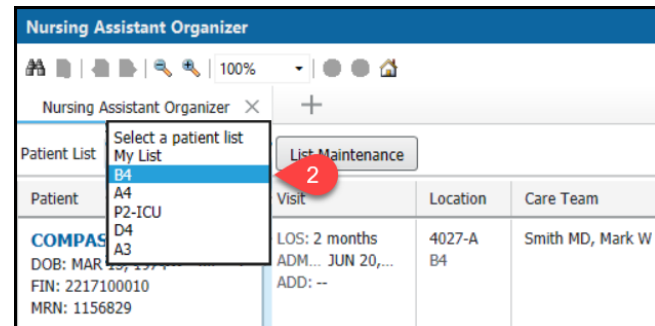 Nursing Assistant Organizer
100%
Nursing Assistant Organizer
Patient List
Select a patient list
My List
B4
A4
P2-ICU
D4
A3
List Maintenance
2
Patient Visit Location Care Team
COMPAS
LOS: 2 months 4027-A Smith MD, Mark W
DOB: MAR
ADM... JUN 20,... B4
FIN: 2217100010
ADD: --
MRN: 1156829